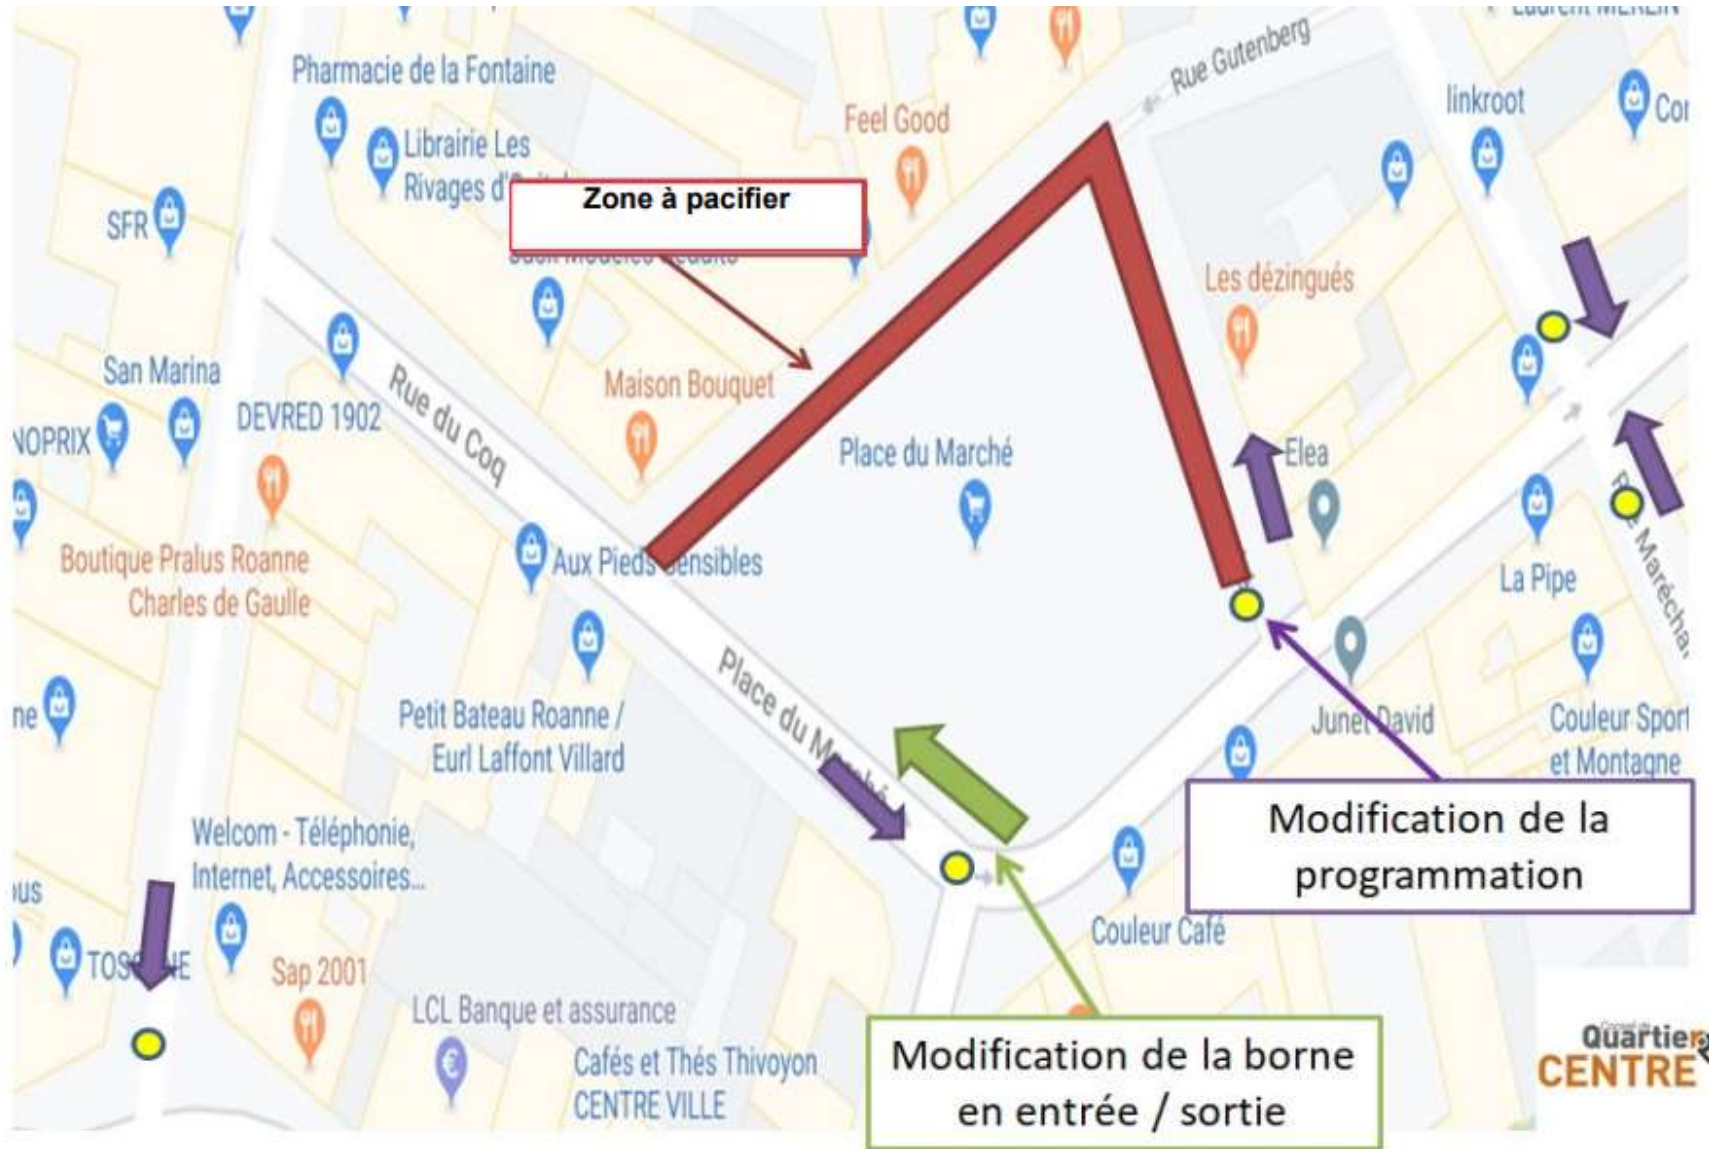 Laurent MERLIN
Rue Gutenberg
Pharmacie de la Fontaine
linkroot
Feel Good
Librairie Les
Rivages d'
Zone à pacifier
SFR
Les dézingués
San Marina
Maison Bouquet
Rue du Coq
DEVRED 1902
NOPRIX
Place du Marché
Elea
Boutique Pralus Roanne
Charles de Gaulle
Aux Pieds Sensibles
La Pipe
Maréchal
Place du Marché
Petit Bateau Roanne /
Eurl Laffont Villard
Junet David
Couleur Sport
et Montagne
Modification de la
programmation
Welcom - Téléphonie,
Internet, Accessoires...
Couleur Café
Sap 2001
LCL Banque et assurance
Cafés et Thés Thivoyon
CENTRE VILLE
Modification de la borne
en entrée / sortie
Quartier
CENTRE